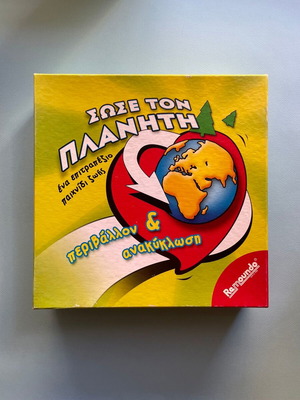 ΣΩΣΕ ΤΟΝ
ΠΛΑΝΗΤΗ
ένα επιτραπέζιο
παιχνίδι ζωής
περιβάλλον &
ανακύκλωση
Remoundo